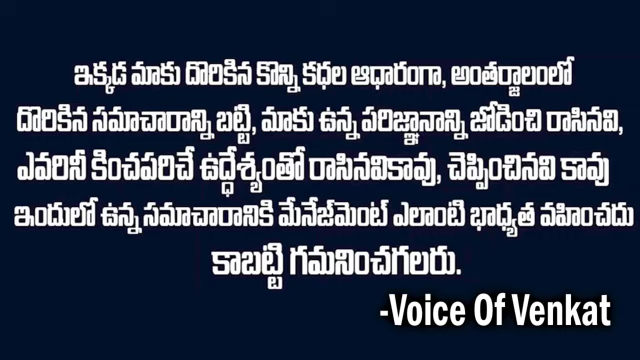 ఇక్కడ మాకు దొరికిన కొన్ని కధల ఆధారంగా, అంతర్జాలంలో
దొరికిన సమాచారాన్ని బట్టి, మాకు ఉన్న పరిజ్ఞానాన్ని జోడించి రాసినవి,
ఎవరినీ కించపరిచే ఉద్ధేశ్యంతో రాసినవికావు, చెప్పించినవి కావు
ఇందులో ఉన్న సమాచారానికి మేనేజ్‌మెంట్ ఎలాంటి భాధ్యత వహించదు
కాబట్టి గమనించగలరు.
-Voice Of Venkat